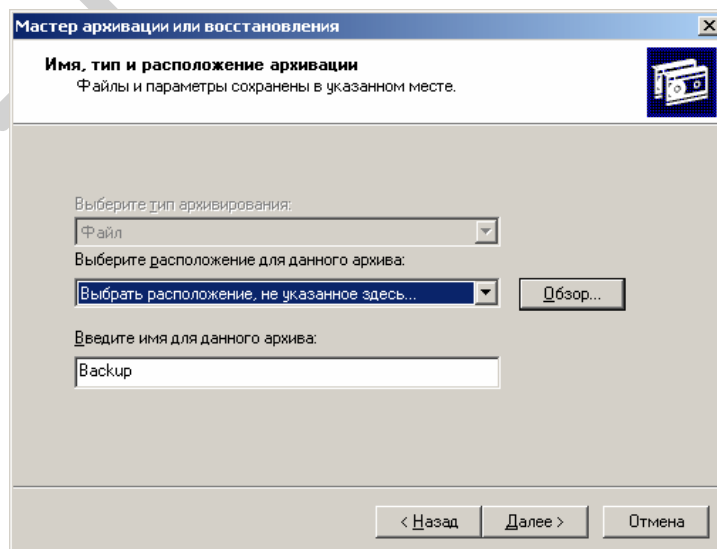 Мастер архивации или восстановления
Имя, тип и расположение архивации
Файлы и параметры сохранены в указанном месте.
Выберите тип архивирования:
Файл
Выберите расположение для данного архива:
Выбрать расположение, не указанное здесь...
Обзор...
Введите имя для данного архива:
Backup
< Назад Далее > Отмена